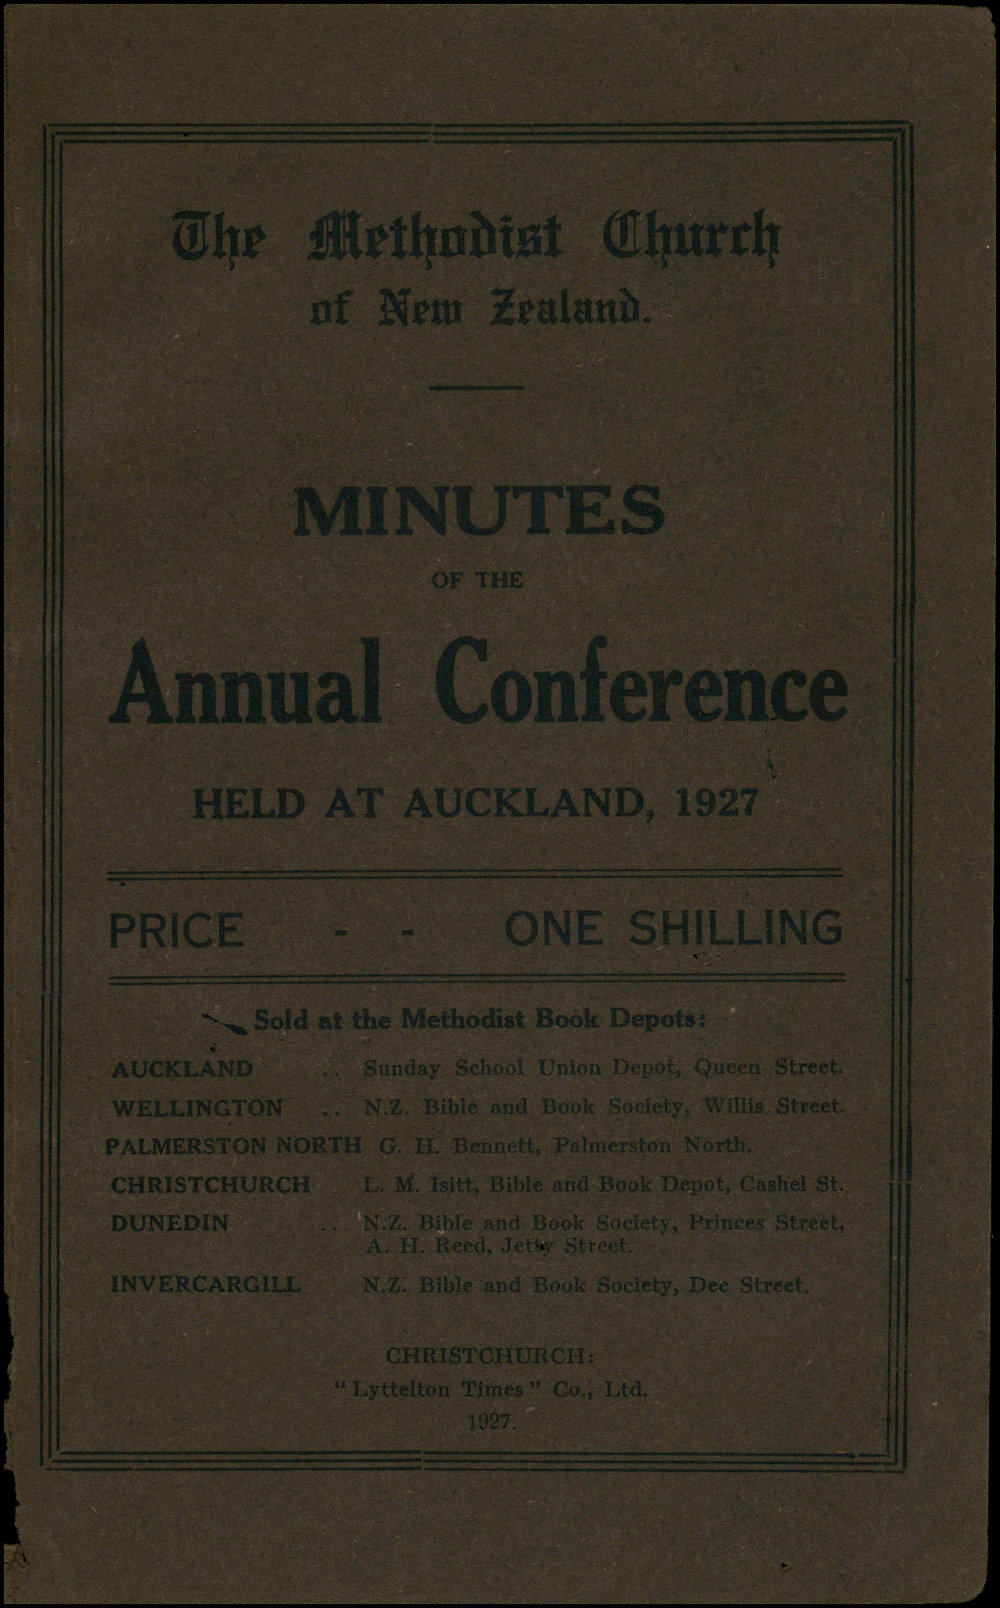 The Methodist Church
of New Zealand.
MINUTES
OF THE
Annual Conference
HELD AT AUCKLAND, 1927
PRICE - - ONE SHILLING
Sold at the Methodist Book Depots:
AUCKLAND .. Sunday School Union Depot, Queen Street.
WELLINGTON .. N.Z. Bible and Book Society, Willis Street.
PALMERSTON NORTH G. H. Bennett, Palmerston North.
CHRISTCHURCH L. M. Isitt, Bible and Book Depot, Cashel St.
DUNEDIN .. N.Z. Bible and Book Society, Princes Street,
A. H. Reed, Jetty Street.
INVERCARGILL N.Z. Bible and Book Society, Dee Street.
CHRISTCHURCH:
"Lyttelton Times" Co., Ltd.
1927.